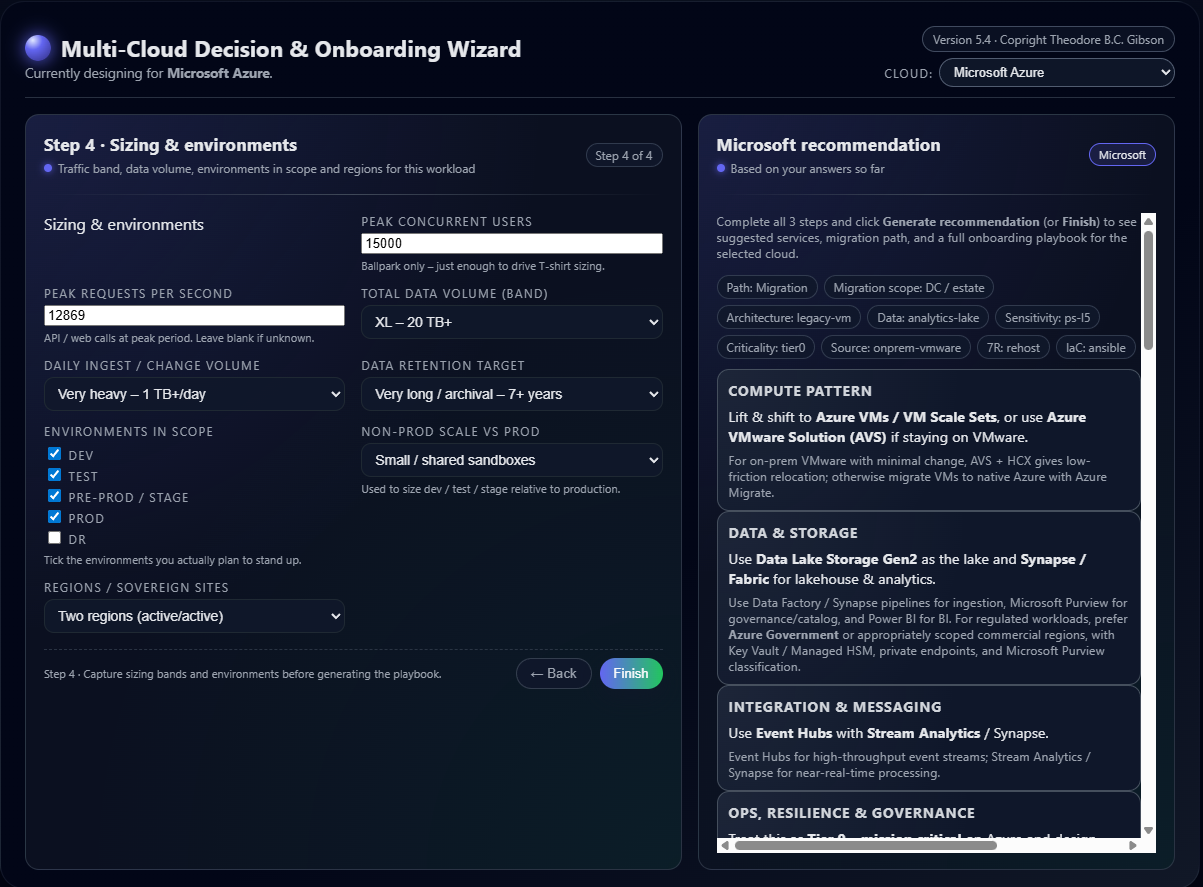 Multi-Cloud Decision & Onboarding Wizard
Currently designing for Microsoft Azure.
Version 5.4 · Copright Theodore B.C. Gibson
CLOUD:
Microsoft Azure
Step 4 · Sizing & environments
Traffic band, data volume, environments in scope and regions for this workload
Step 4 of 4
Sizing & environments
PEAK CONCURRENT USERS
15000
Ballpark only – just enough to drive T-shirt sizing.
PEAK REQUESTS PER SECOND
12869
API / web calls at peak period. Leave blank if unknown.
TOTAL DATA VOLUME (BAND)
XL – 20 TB+
DAILY INGEST / CHANGE VOLUME
Very heavy – 1 TB+/day
DATA RETENTION TARGET
Very long / archival – 7+ years
ENVIRONMENTS IN SCOPE
DEV
TEST
PRE-PROD / STAGE
PROD
DR
Tick the environments you actually plan to stand up.
NON-PROD SCALE VS PROD
Small / shared sandboxes
Used to size dev / test / stage relative to production.
REGIONS / SOVEREIGN SITES
Two regions (active/active)
Step 4 · Capture sizing bands and environments before generating the playbook.
← Back
Finish
Microsoft recommendation
Based on your answers so far
Microsoft
Complete all 3 steps and click Generate recommendation (or Finish) to see
suggested services, migration path, and a full onboarding playbook for the
selected cloud.
Path: Migration
Migration scope: DC / estate
Architecture: legacy-vm
Data: analytics-lake
Sensitivity: ps-l5
Criticality: tier0
Source: onprem-vmware
7R: rehost
IaC: ansible
COMPUTE PATTERN
Lift & shift to Azure VMs / VM Scale Sets, or use Azure
VMware Solution (AVS) if staying on VMware.
For on-prem VMware with minimal change, AVS + HCX gives low-
friction relocation; otherwise migrate VMs to native Azure with Azure
Migrate.
DATA & STORAGE
Use Data Lake Storage Gen2 as the lake and Synapse /
Fabric for lakehouse & analytics.
Use Data Factory / Synapse pipelines for ingestion, Microsoft Purview for
governance/catalog, and Power BI for BI. For regulated workloads, prefer
Azure Government or appropriately scoped commercial regions, with
Key Vault / Managed HSM, private endpoints, and Microsoft Purview
classification.
INTEGRATION & MESSAGING
Use Event Hubs with Stream Analytics / Synapse.
Event Hubs for high-throughput event streams; Stream Analytics /
Synapse for near-real-time processing.
OPS, RESILIENCE & GOVERNANCE
Treat this as Tier 0 – mission critical on Azure and design